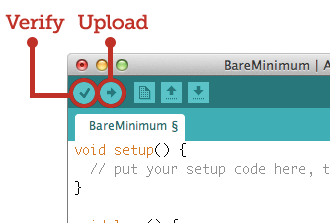 Verify Upload
BareMinimum | A
BareMinimum §
void setup() {
// put your setup code here, t
}